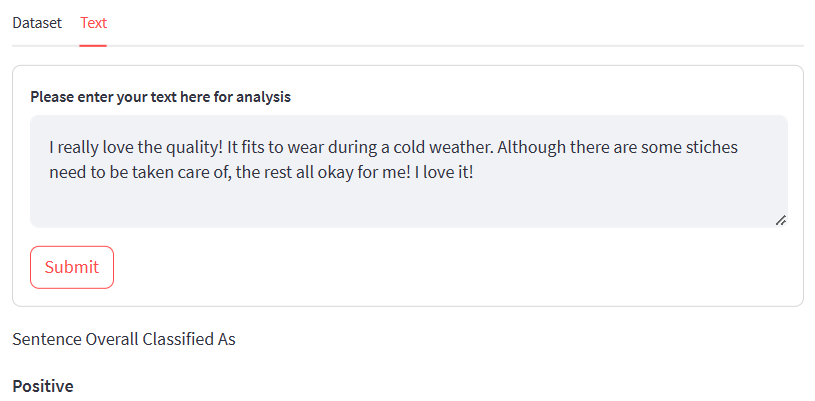 Dataset Text
Please enter your text here for analysis
I really love the quality! It fits to wear during a cold weather. Although there are some stiches
need to be taken care of, the rest all okay for me! I love it!
Submit
Sentence Overall Classified As
Positive